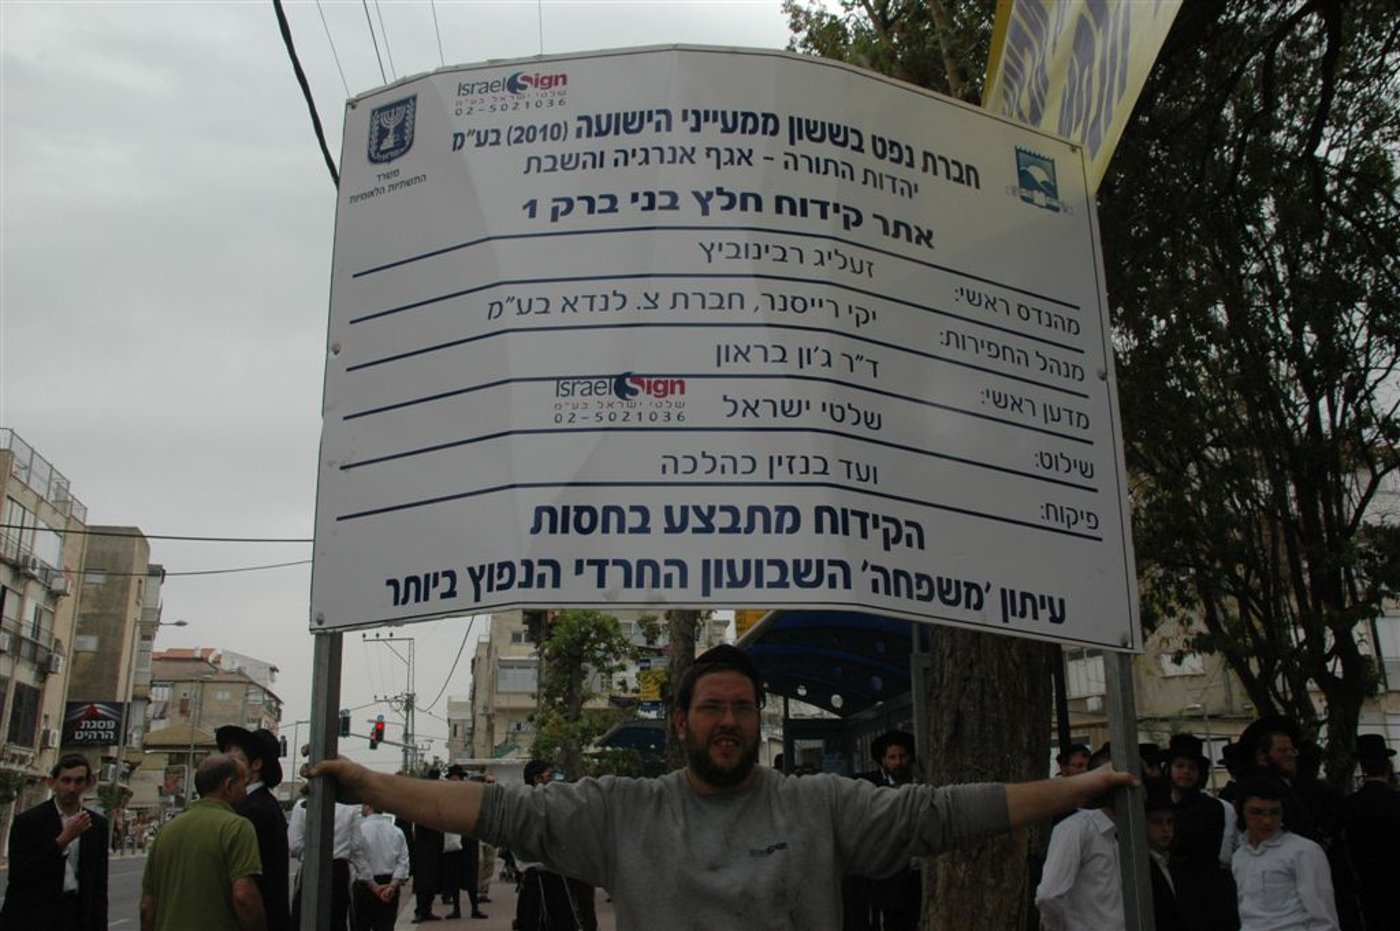 IsraelSign
שלטי ישראל בע"מ
02-5021036
משרד
התשתיות הלאומיות
חברת נפט בששון ממעייני הישועה (2010) בע"מ
יהדות התורה - אגף אנרגיה והשבת
אתר קידוח חלץ בני ברק 1
מהנדס ראשי: זעליג רבינוביץ
מנהל החפירות: יקי רייסנר, חברת צ. לנדא בע"מ
מדען ראשי: ד"ר ג'ון בראון
שילוט: שלטי ישראל IsraelSign
שלטי ישראל בע"מ
02-5021036
פיקוח: ועד בנזין כהלכה
הקידוח מתבצע בחסות
עיתון 'משפחה' השבועון החרדי הנפוץ ביותר
פסגת
הרהיט